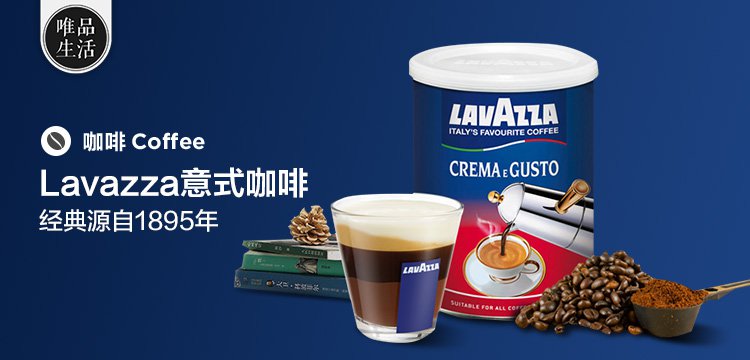 唯品
生活
咖啡 Coffee
Lavazza意式咖啡
经典源自1895年
LAVAZZA
ITALY'S FAVOURITE COFFEE
CREMA E GUSTO
SUITABLE FOR ALL COFFEE
LAVAZZA